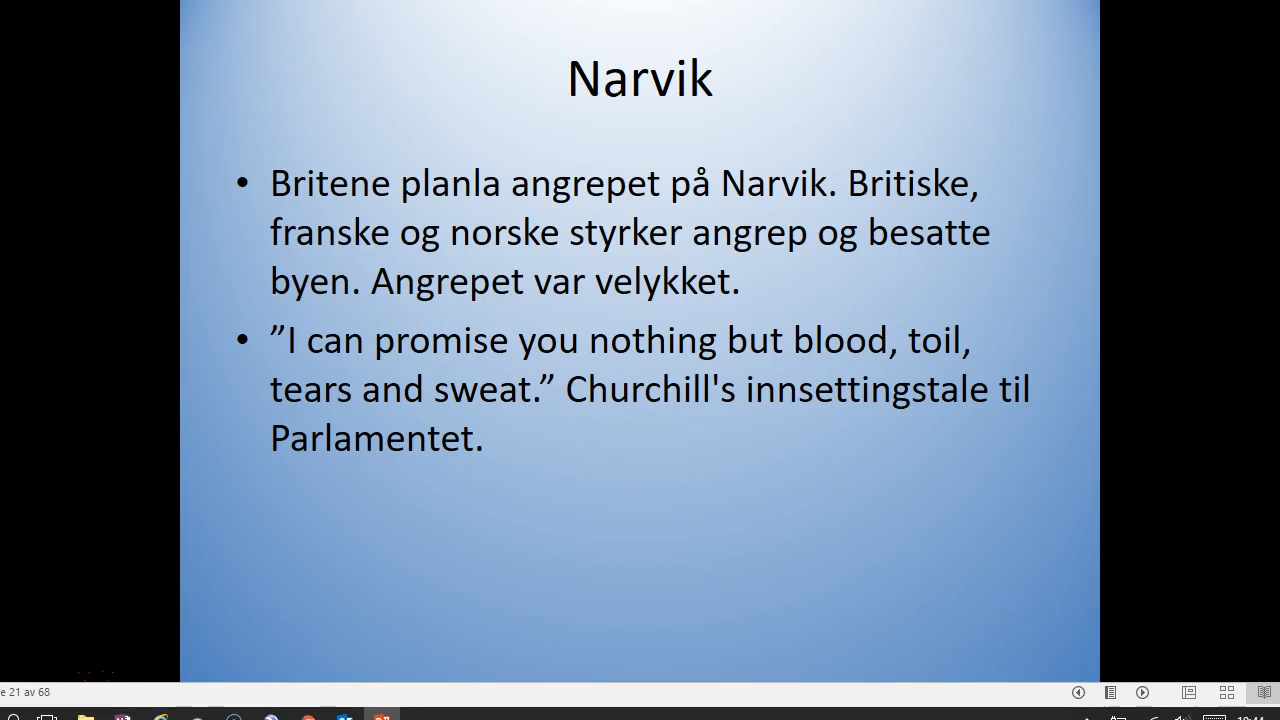 Narvik
• Britene planla angrepet på Narvik. Britiske,
franske og norske styrker angrep og besatte
byen. Angrepet var velykket.
• ”I can promise you nothing but blood, toil,
tears and sweat.” Churchill's innsettingstale til
Parlamentet.
e 21 av 68